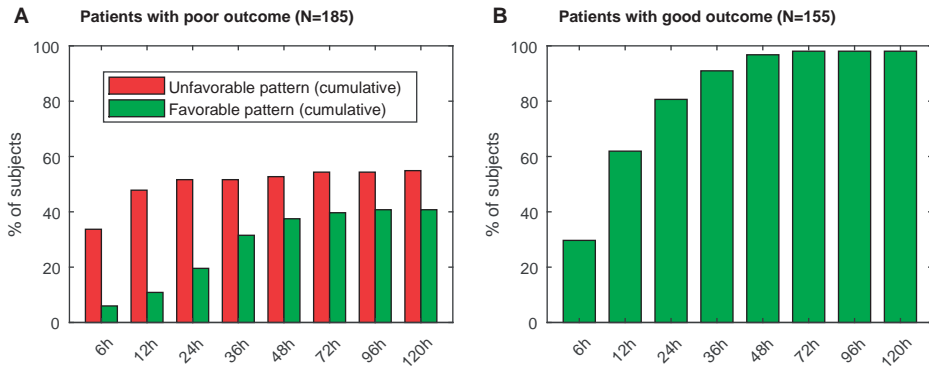 A Patients with poor outcome (N=185)
% of subjects
100
80
60
40
20
0
Unfavorable pattern (cumulative)
Favorable pattern (cumulative)
6h 12h 24h 36h 48h 72h 96h 120h
B Patients with good outcome (N=155)
% of subjects
100
80
60
40
20
0
6h 12h 24h 36h 48h 72h 96h 120h